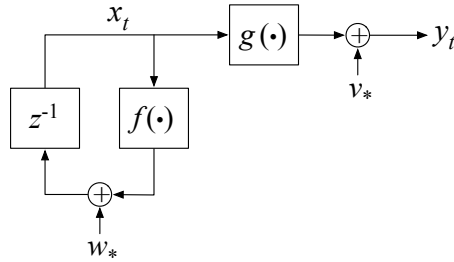 x_t
g(·)
y_t
z^{-1}
f(·)
v_*
w_*